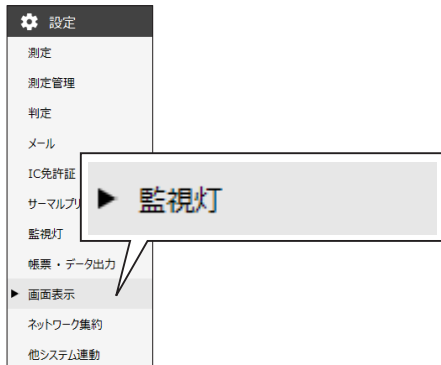 設定
測定
測定管理
判定
メール
IC免許証
サーマルプリ
▶ 監視灯
監視灯
帳票・データ出力
▶ 画面表示
ネットワーク集約
他システム連動